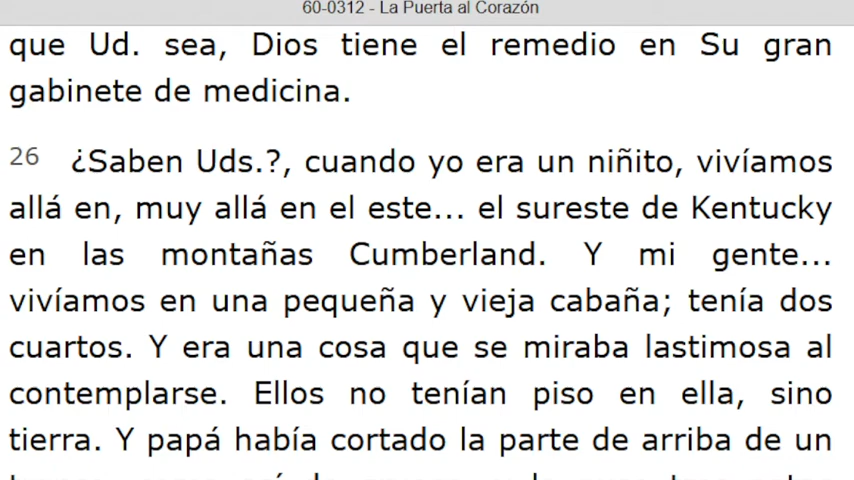 60-0312 - La Puerta al Corazón
que Ud. sea, Dios tiene el remedio en Su gran
gabinete de medicina.
26 ¿Saben Uds.?, cuando yo era un niñito, vivíamos
allá en, muy allá en el este... el sureste de Kentucky
en las montañas Cumberland. Y mi gente...
vivíamos en una pequeña y vieja cabaña; tenía dos
cuartos. Y era una cosa que se miraba lastimosa al
contemplarse. Ellos no tenían piso en ella, sino
tierra. Y papá había cortado la parte de arriba de un